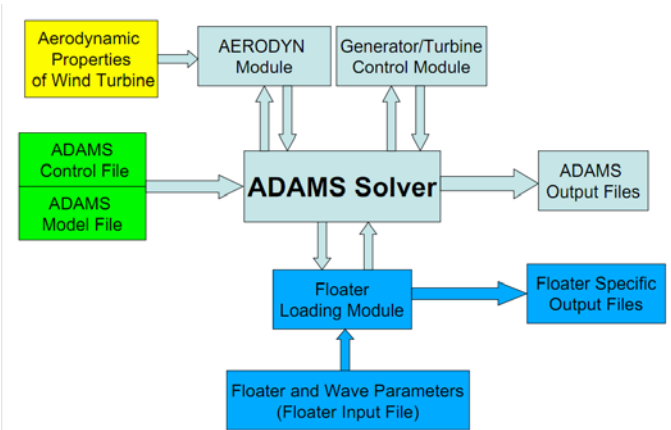 Aerodynamic
Properties
of Wind Turbine
AERODYN
Module
Generator/Turbine
Control Module
ADAMS
Control File
ADAMS
Model File
ADAMS Solver
ADAMS
Output Files
Floater
Loading Module
Floater Specific
Output Files
Floater and Wave Parameters
(Floater Input File)